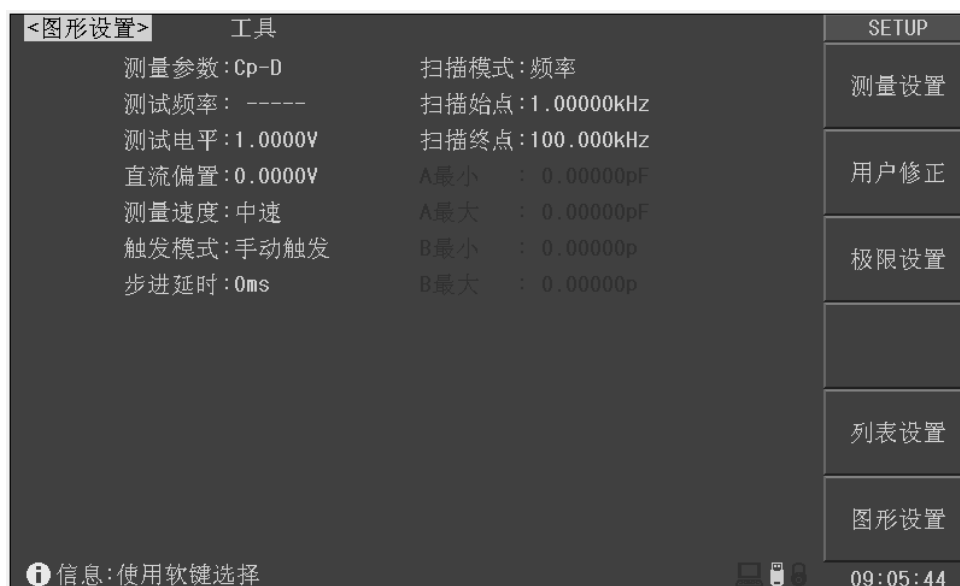 <图形设置> 工具 SETUP
测量参数:Cp-D 扫描模式:频率
测试频率: ----- 扫描始点:1.00000kHz
测试电平:1.0000V 扫描终点:100.000kHz
直流偏置:0.0000V A最小 : 0.00000pF
测量速度:中速 A最大 : 0.00000pF
触发模式:手动触发 B最小 : 0.00000p
步进延时:0ms B最大 : 0.00000p
测量设置
用户修正
极限设置
列表设置
图形设置
信息:使用软键选择
09:05:44